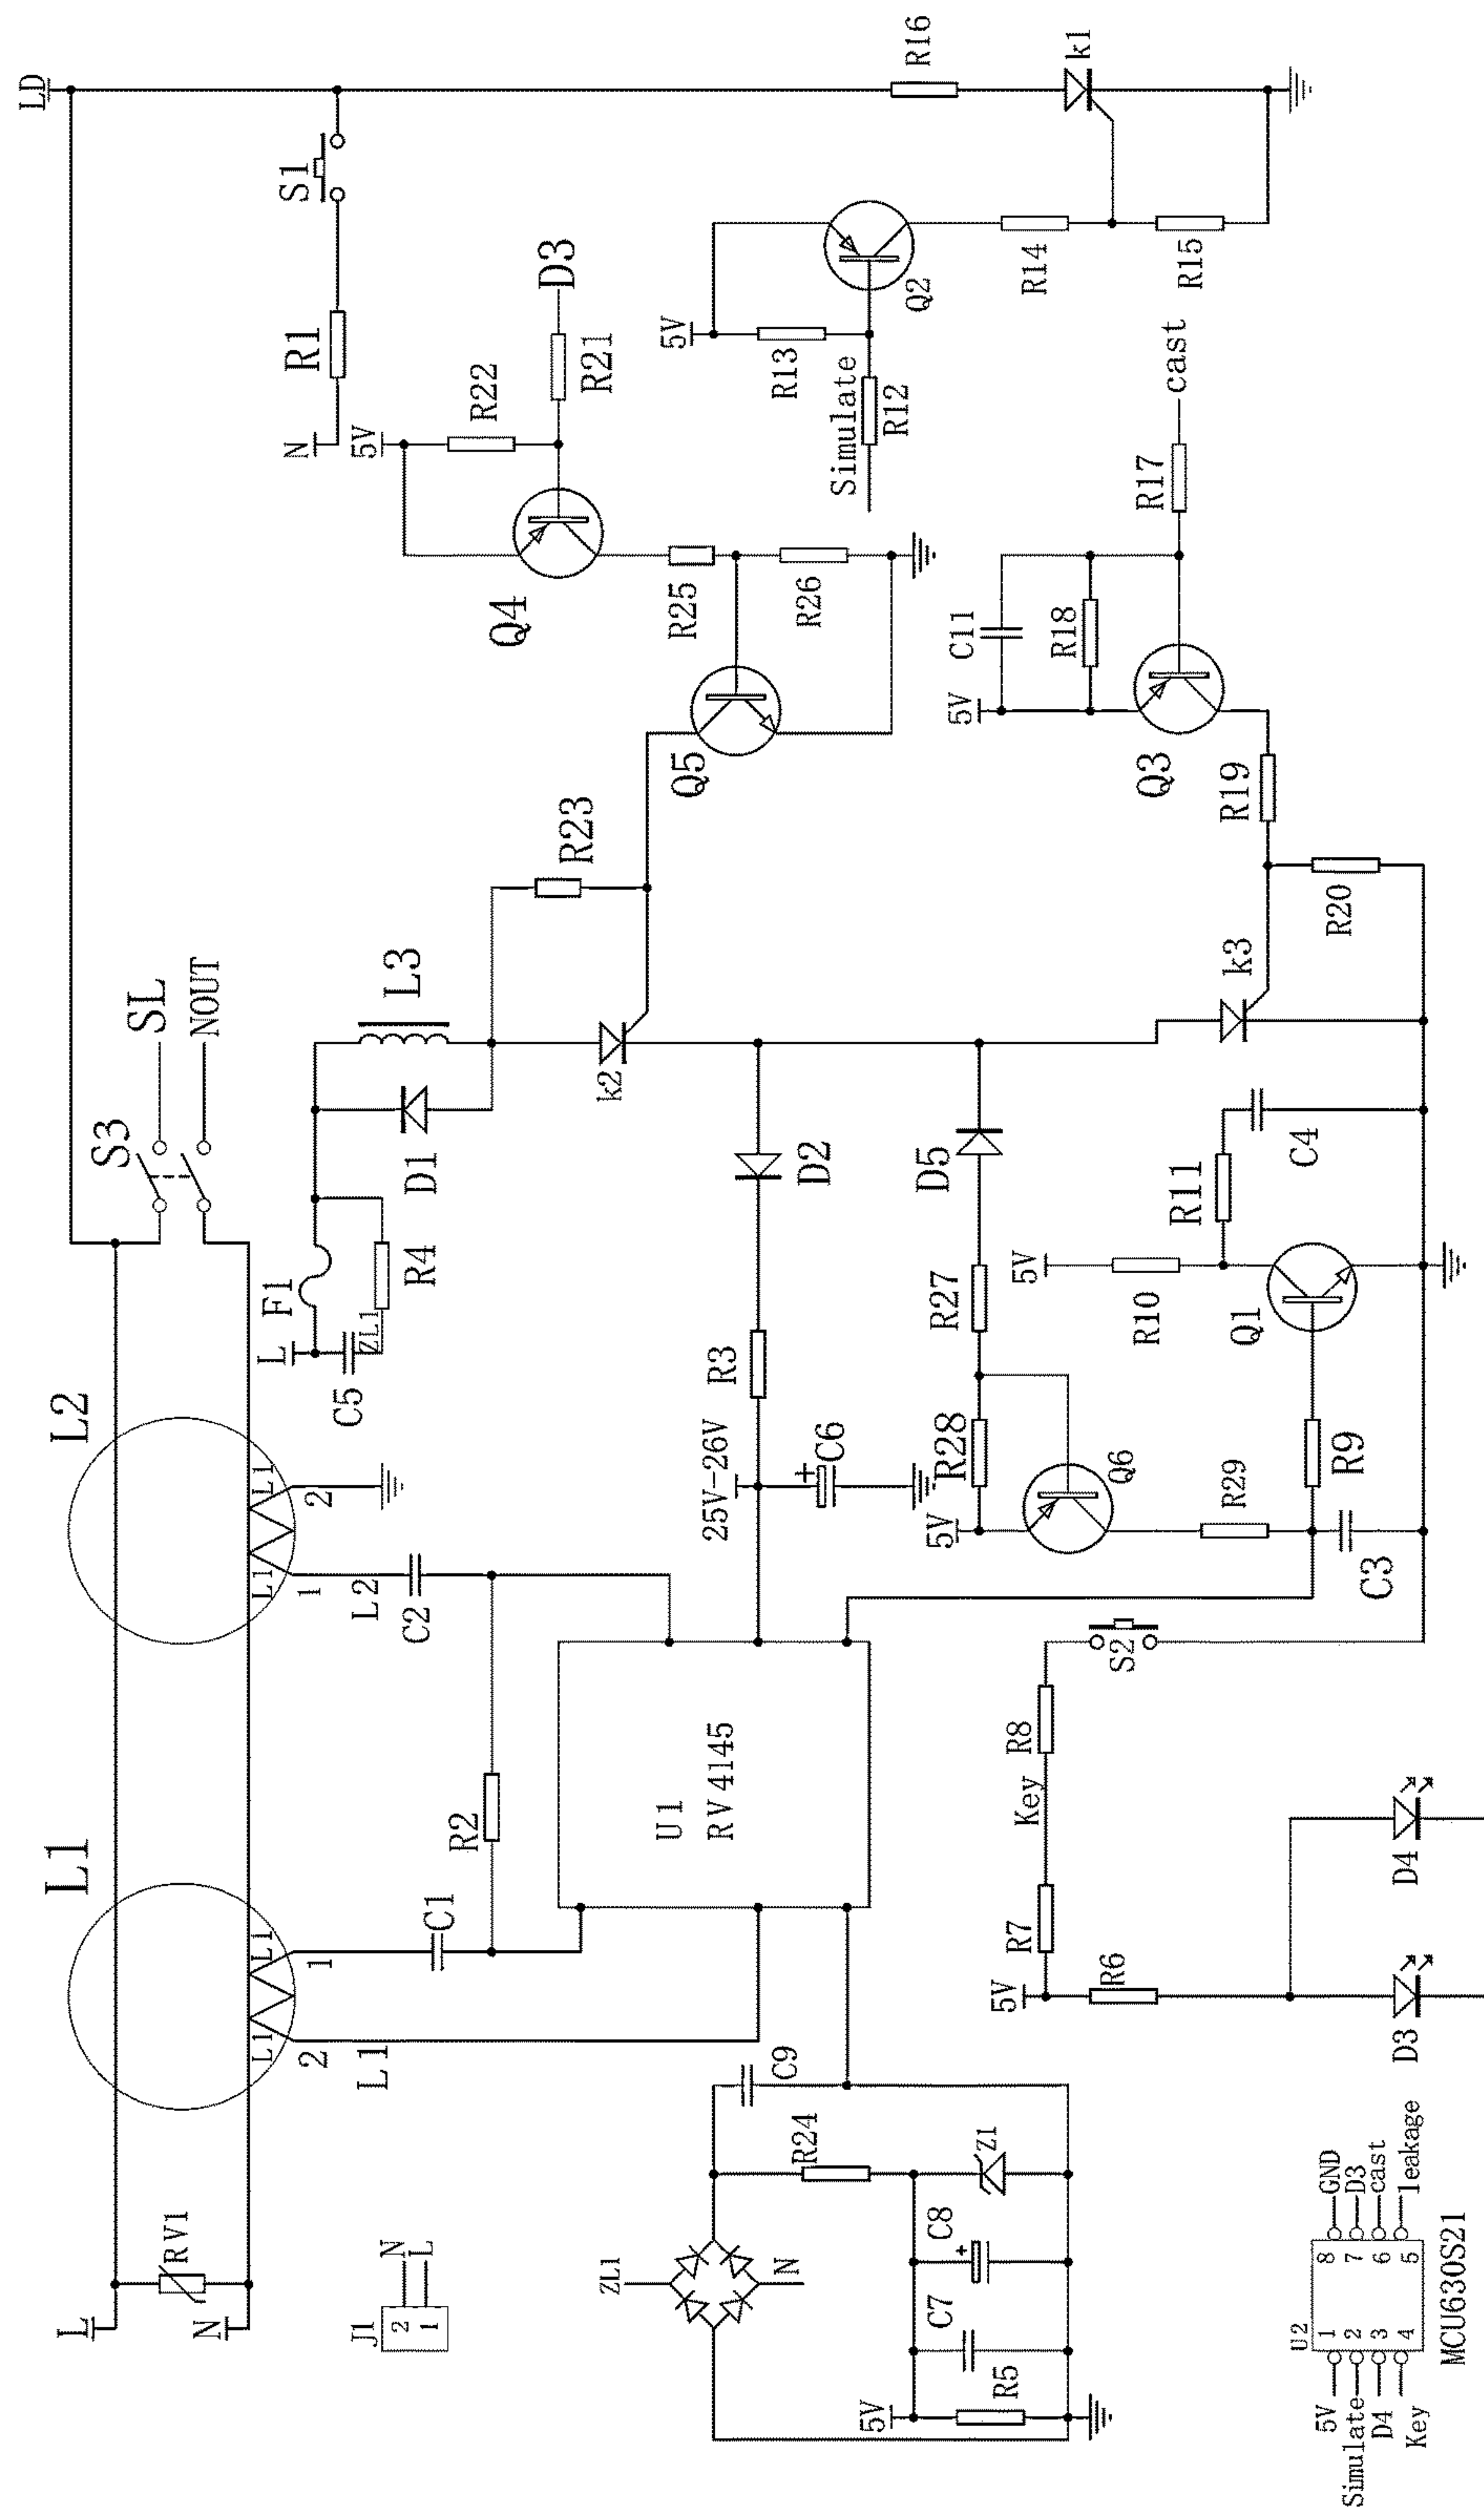 LD
L1
L2
S3
SL
NOUT
S1
R1
N
L
RV1
N
L1
2
L1
1
L1
1
L1
2
L1
L2
L
F1
C5
ZL1
R4
D1
L3
R23
5V
R22
R21
D3
Q4
R25
R26
Q5
R16
k1
5V
R13
Simulate
R12
Q2
R14
R15
J1
2
1
N
L
C1
R2
C2
U1
RV4145
25V-26V
C6
R3
D2
k2
ZL1
N
C9
R24
Z1
C8
C7
R5
5V
5V
R28
Q6
R29
R27
D5
5V
R10
R11
C4
Q1
R9
C3
5V
C11
R18
R17
cast
Q3
R19
R20
k3
5V
R7
Key
R8
S2
R6
D3
D4
U2
5V
Simulate
D4
Key
1
2
3
4
8
7
6
5
GND
D3
cast
leakage
MCU630S21